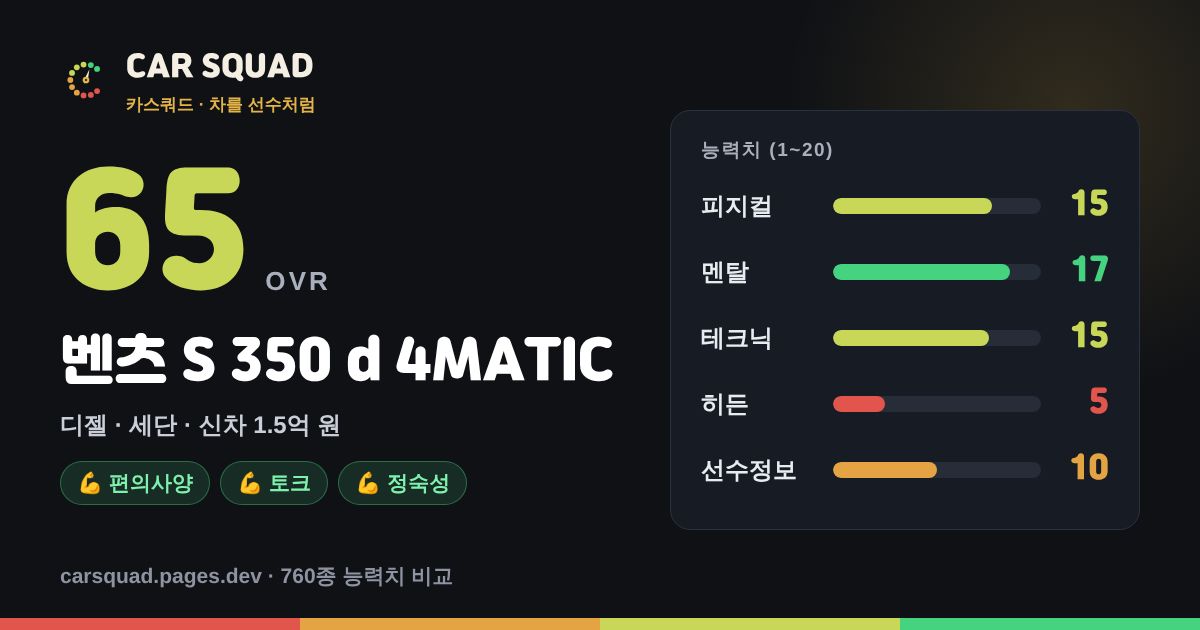 CAR SQUAD
카스쿼드 · 차를 선수처럼
65 OVR
벤츠 S 350 d 4MATIC
디젤 · 세단 · 신차 1.5억 원
💪 편의사양 💪 토크 💪 정숙성
carsquad.pages.dev · 760종 능력치 비교
능력치 (1~20)
피지컬 15
멘탈 17
테크닉 15
히든 5
선수정보 10